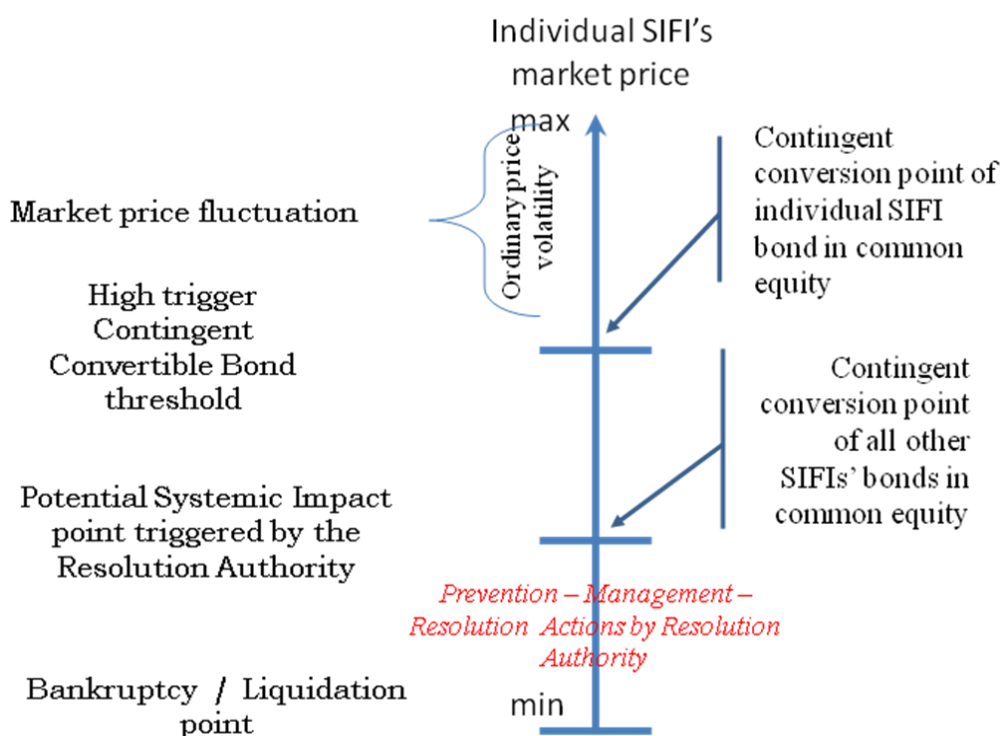 Individual SIFI's
market price
max
Ordinary price
volatility
Market price fluctuation
Contingent
conversion point of
individual SIFI
bond in common
equity
High trigger
Contingent
Convertible Bond
threshold
Contingent
conversion point
of all other
SIFIs' bonds in
common equity
Potential Systemic Impact
point triggered by the
Resolution Authority
Prevention – Management –
Resolution Actions by Resolution
Authority
Bankruptcy / Liquidation
point
min